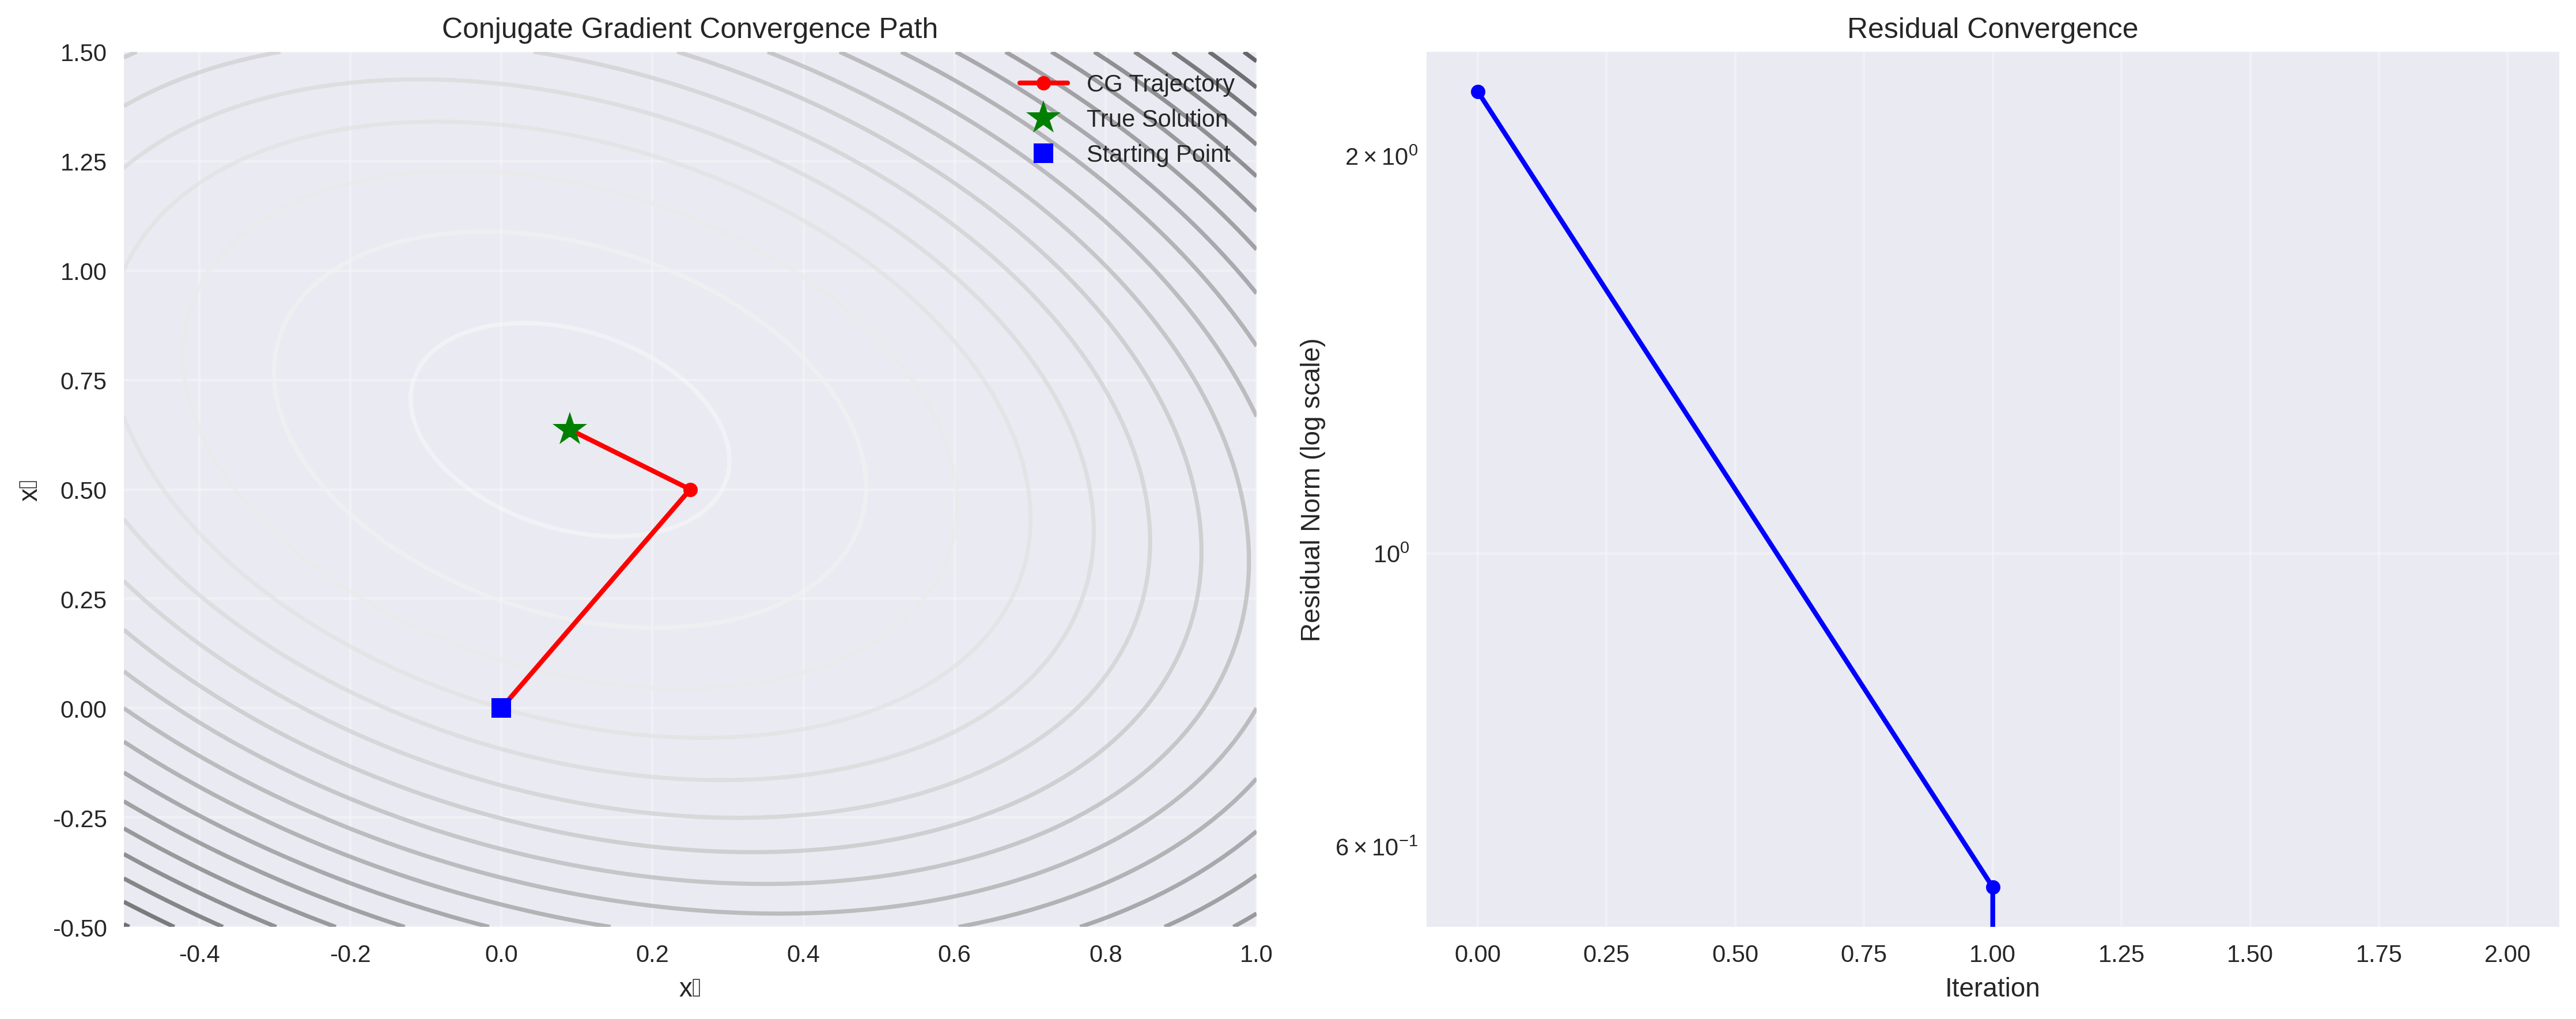 Conjugate Gradient Convergence Path
1.50
1.25
1.00
0.75
0.50
0.25
0.00
-0.25
-0.50
x▯
-0.4 -0.2 0.0 0.2 0.4 0.6 0.8 1.0
x▯
CG Trajectory
True Solution
Starting Point
Residual Convergence
2 × 10⁰
10⁰
6 × 10⁻¹
Residual Norm (log scale)
0.00 0.25 0.50 0.75 1.00 1.25 1.50 1.75 2.00
Iteration